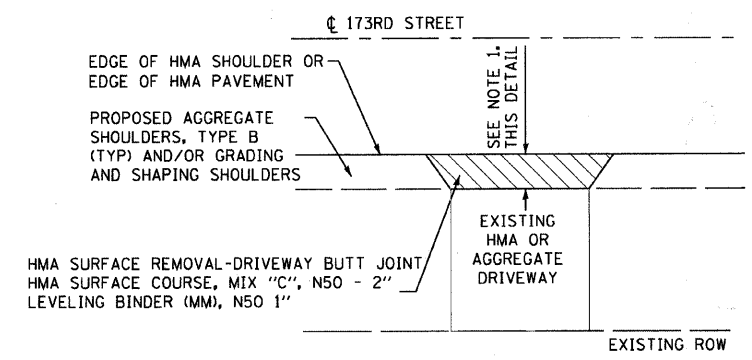 ℄ 173RD STREET
EDGE OF HMA SHOULDER OR
EDGE OF HMA PAVEMENT
SEE NOTE 1.
THIS DETAIL
PROPOSED AGGREGATE
SHOULDERS, TYPE B
(TYP) AND/OR GRADING
AND SHAPING SHOULDERS
EXISTING
HMA OR
AGGREGATE
DRIVEWAY
HMA SURFACE REMOVAL-DRIVEWAY BUTT JOINT
HMA SURFACE COURSE, MIX "C", N50 - 2"
LEVELING BINDER (MM), N50 1"
EXISTING ROW